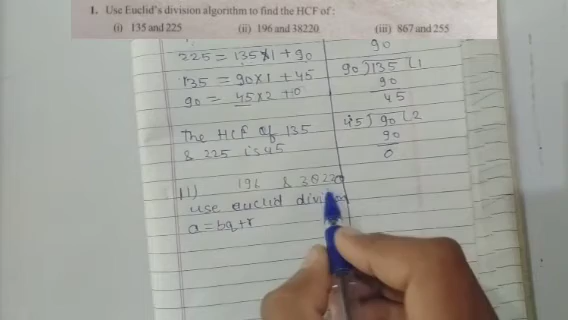 1. Use Euclid's division algorithm to find the HCF of:
(i) 135 and 225 (ii) 196 and 38220 (iii) 867 and 255
225 = 135×1+90
135 = 90×1 +45
90 = 45×2 +0
The HCF of 135
& 225 is 45
90
90)135(1
90
45
45)90(2
90
0
11) 196 & 38220
use euclid
a=bq+r